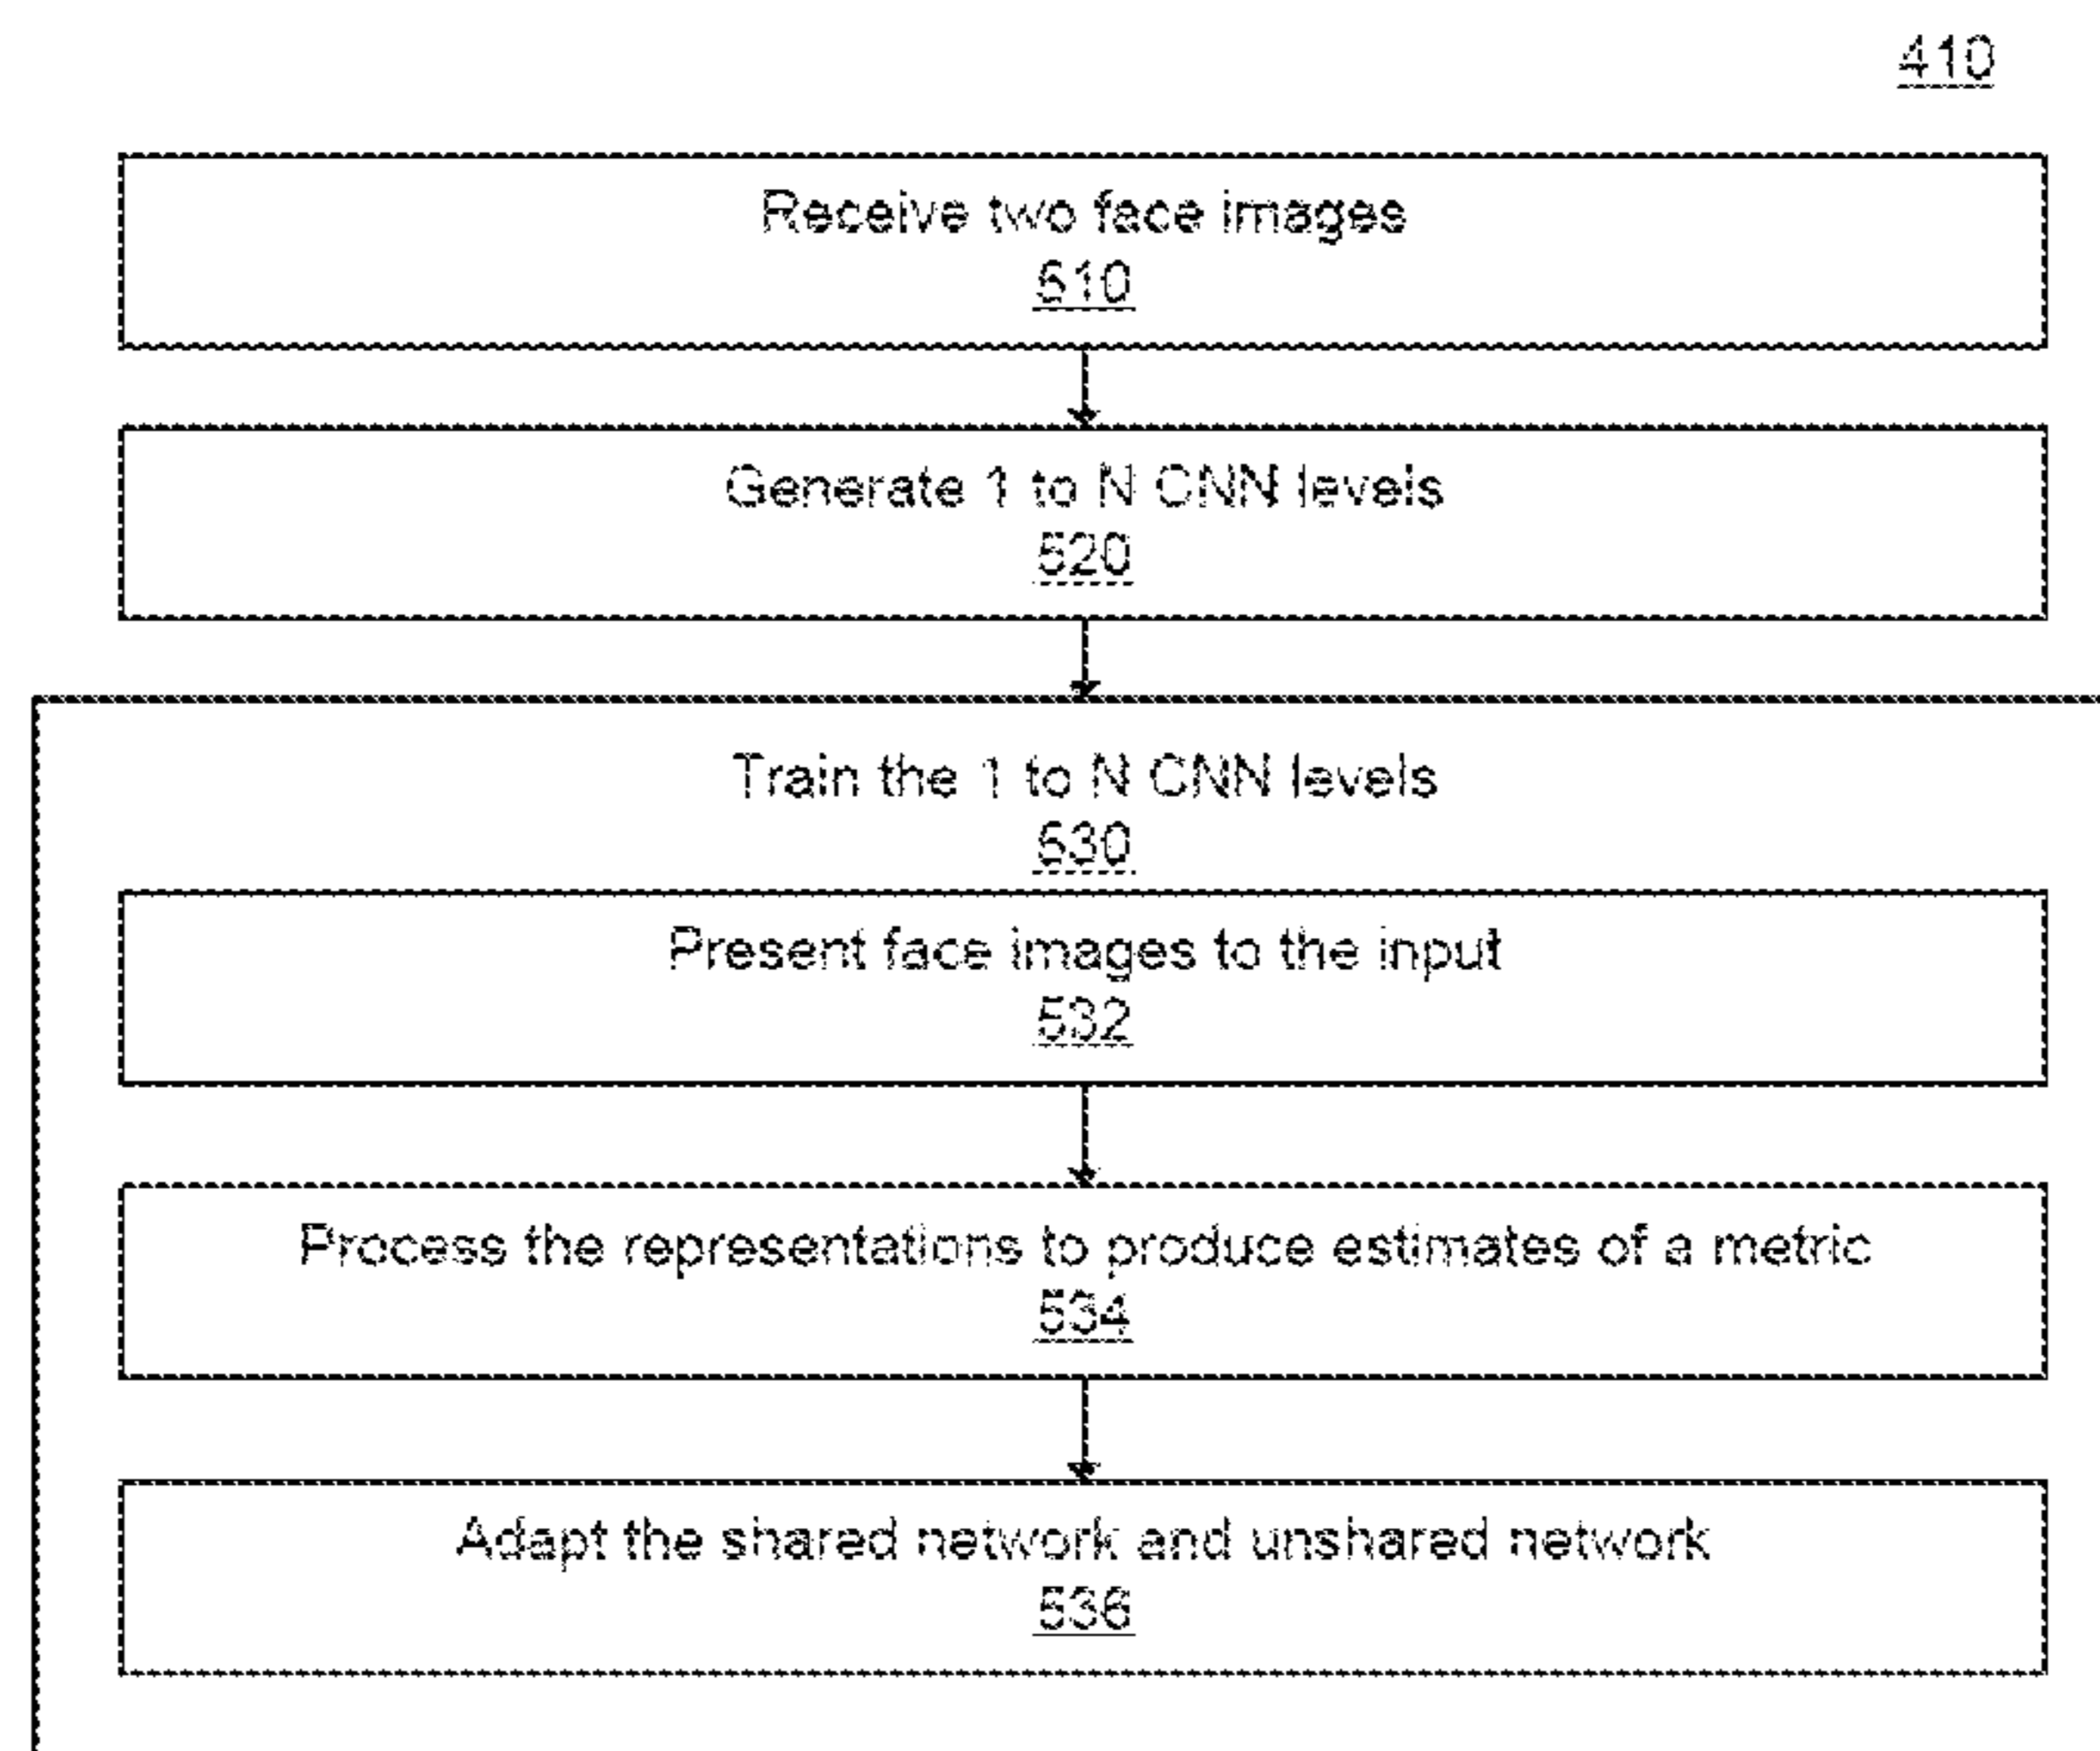 410
Receive two face images
510
Generate 1 to N CNN levels
520
Train the 1 to N CNN levels
530
Present face images to the input
532
Process the representations to produce estimates of a metric
534
Adapt the shared network and unshared network
536